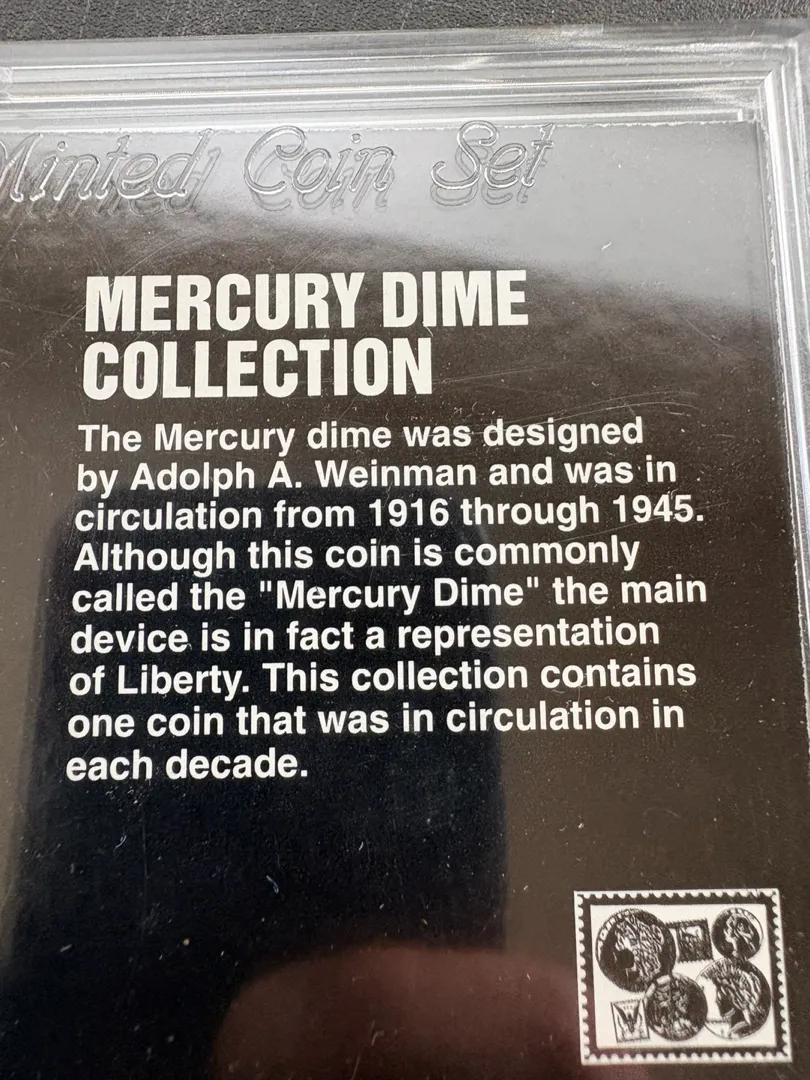 Minted Coin Set
MERCURY DIME
COLLECTION
The Mercury dime was designed
by Adolph A. Weinman and was in
circulation from 1916 through 1945.
Although this coin is commonly
called the "Mercury Dime" the main
device is in fact a representation
of Liberty. This collection contains
one coin that was in circulation in
each decade.